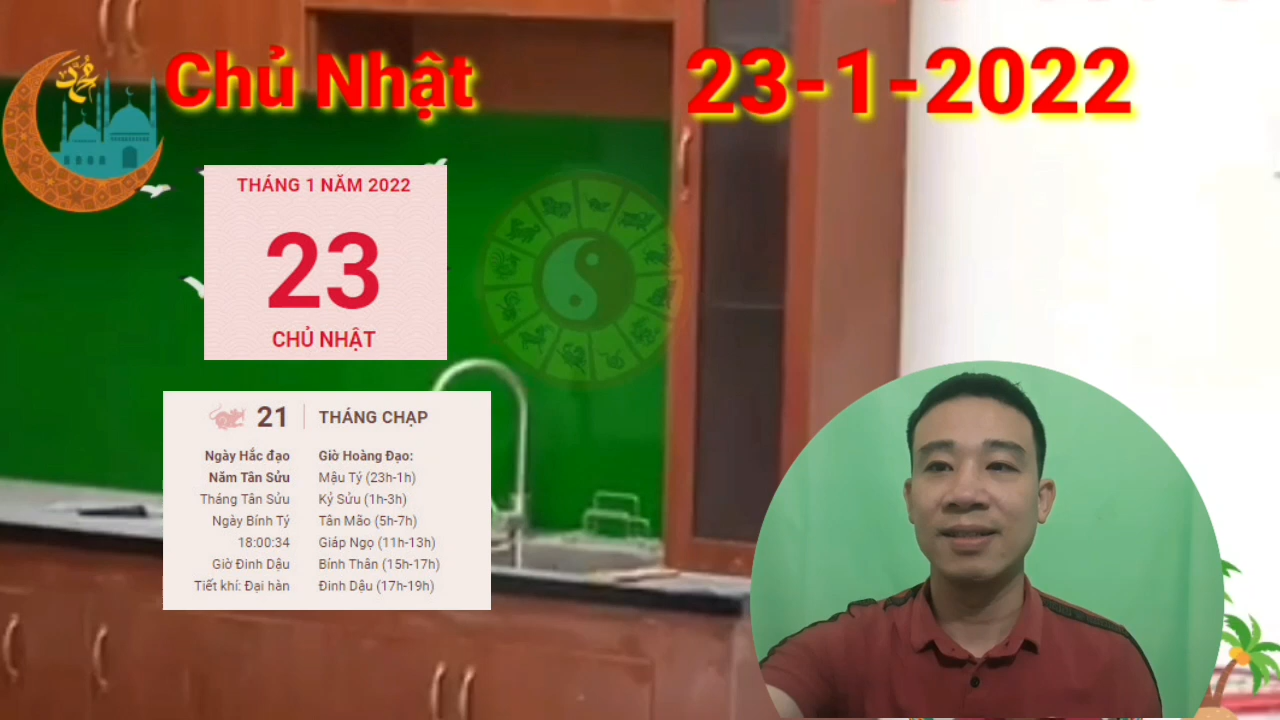 Chủ Nhật
23-1-2022
THÁNG 1 NĂM 2022
23
CHỦ NHẬT
21
THÁNG CHẠP
Ngày Hắc đạo
Năm Tân Sửu
Tháng Tân Sửu
Ngày Bính Tý
18:00:34
Giờ Đinh Dậu
Tiết khí: Đại hàn
Giờ Hoàng Đạo:
Mậu Tý (23h-1h)
Kỷ Sửu (1h-3h)
Tân Mão (5h-7h)
Giáp Ngọ (11h-13h)
Bính Thân (15h-17h)
Đinh Dậu (17h-19h)